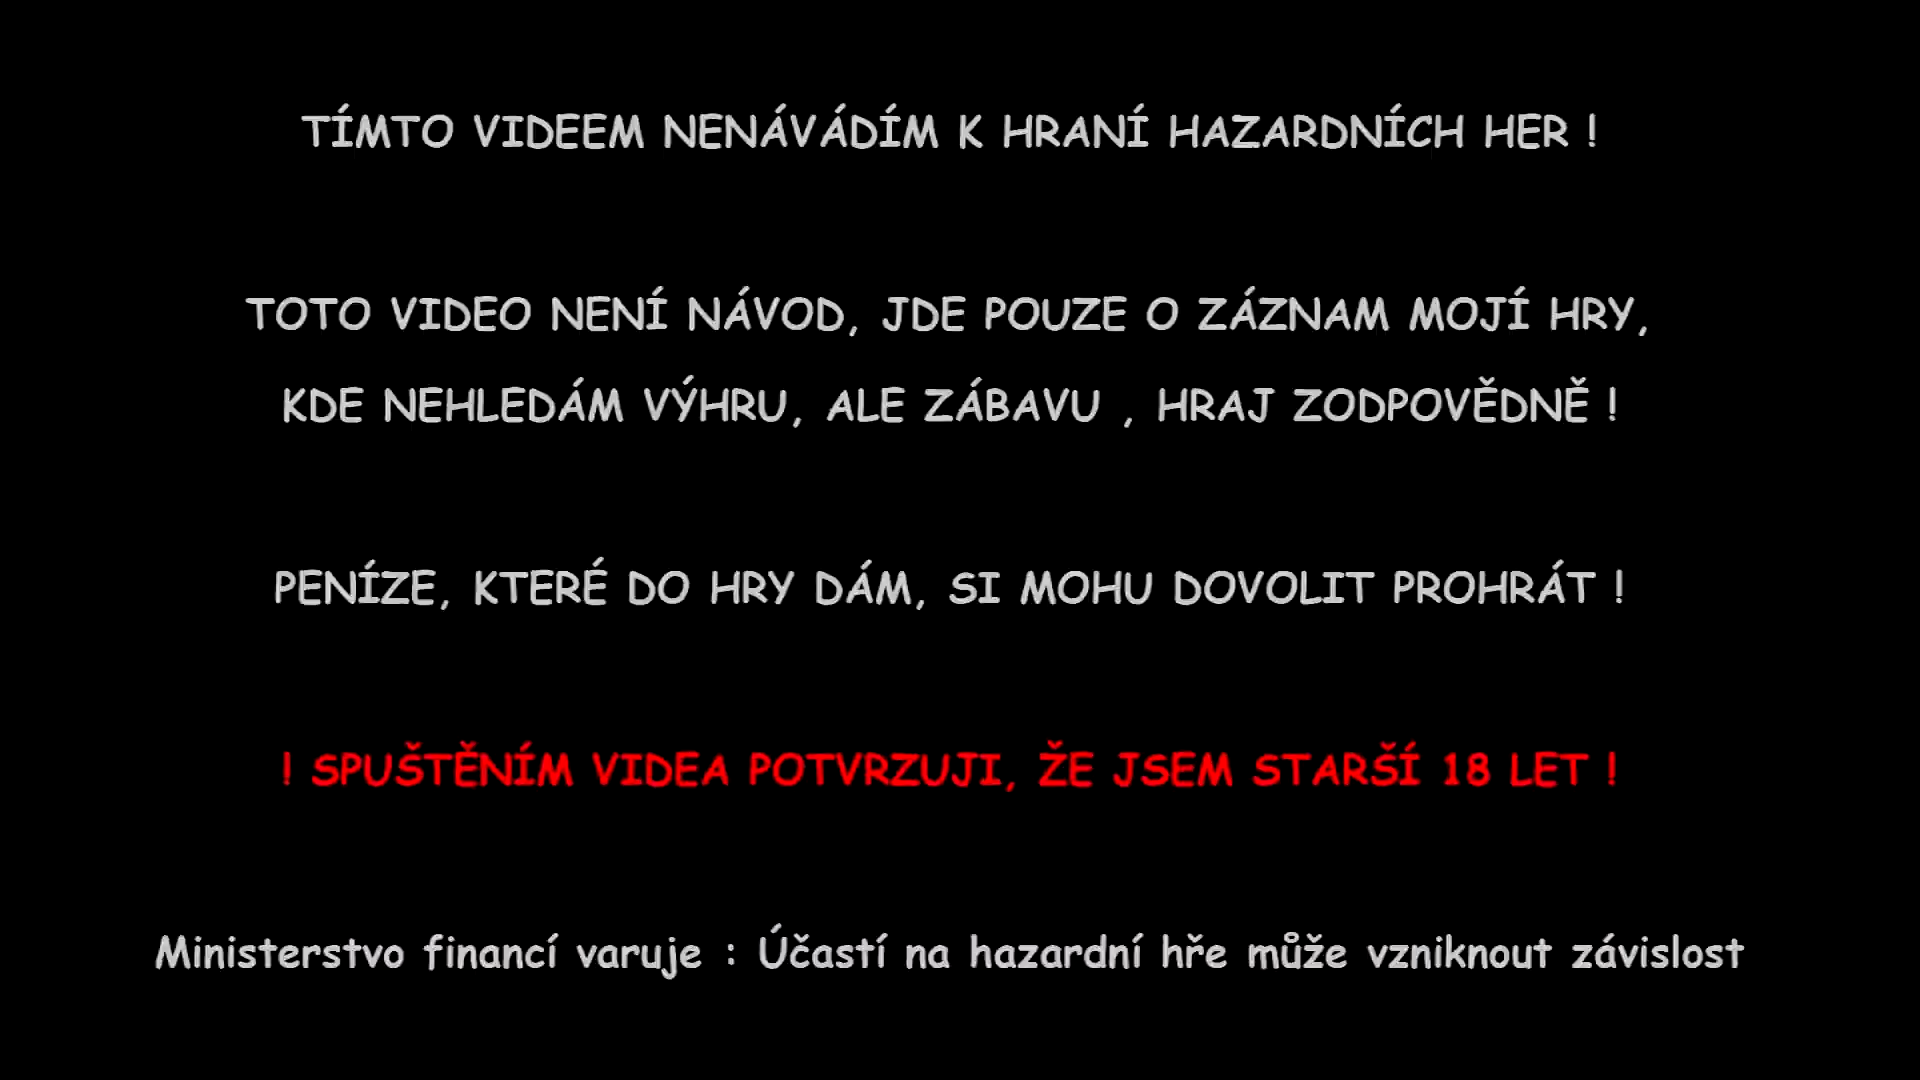 TÍMTO VIDEEM NENÁVÁDÍM K HRANÍ HAZARDNÍCH HER !
TOTO VIDEO NENÍ NÁVOD, JDE POUZE O ZÁZNAM MOJÍ HRY,
KDE NEHLEDÁM VÝHRU, ALE ZÁBAVU , HRAJ ZODPOVĚDNĚ !
PENÍZE, KTERÉ DO HRY DÁM, SI MOHU DOVOLIT PROHRÁT !
! SPUŠTĚNÍM VIDEA POTVRZUJI, ŽE JSEM STARŠÍ 18 LET !
Ministerstvo financí varuje : Účastí na hazardní hře může vzniknout závislost